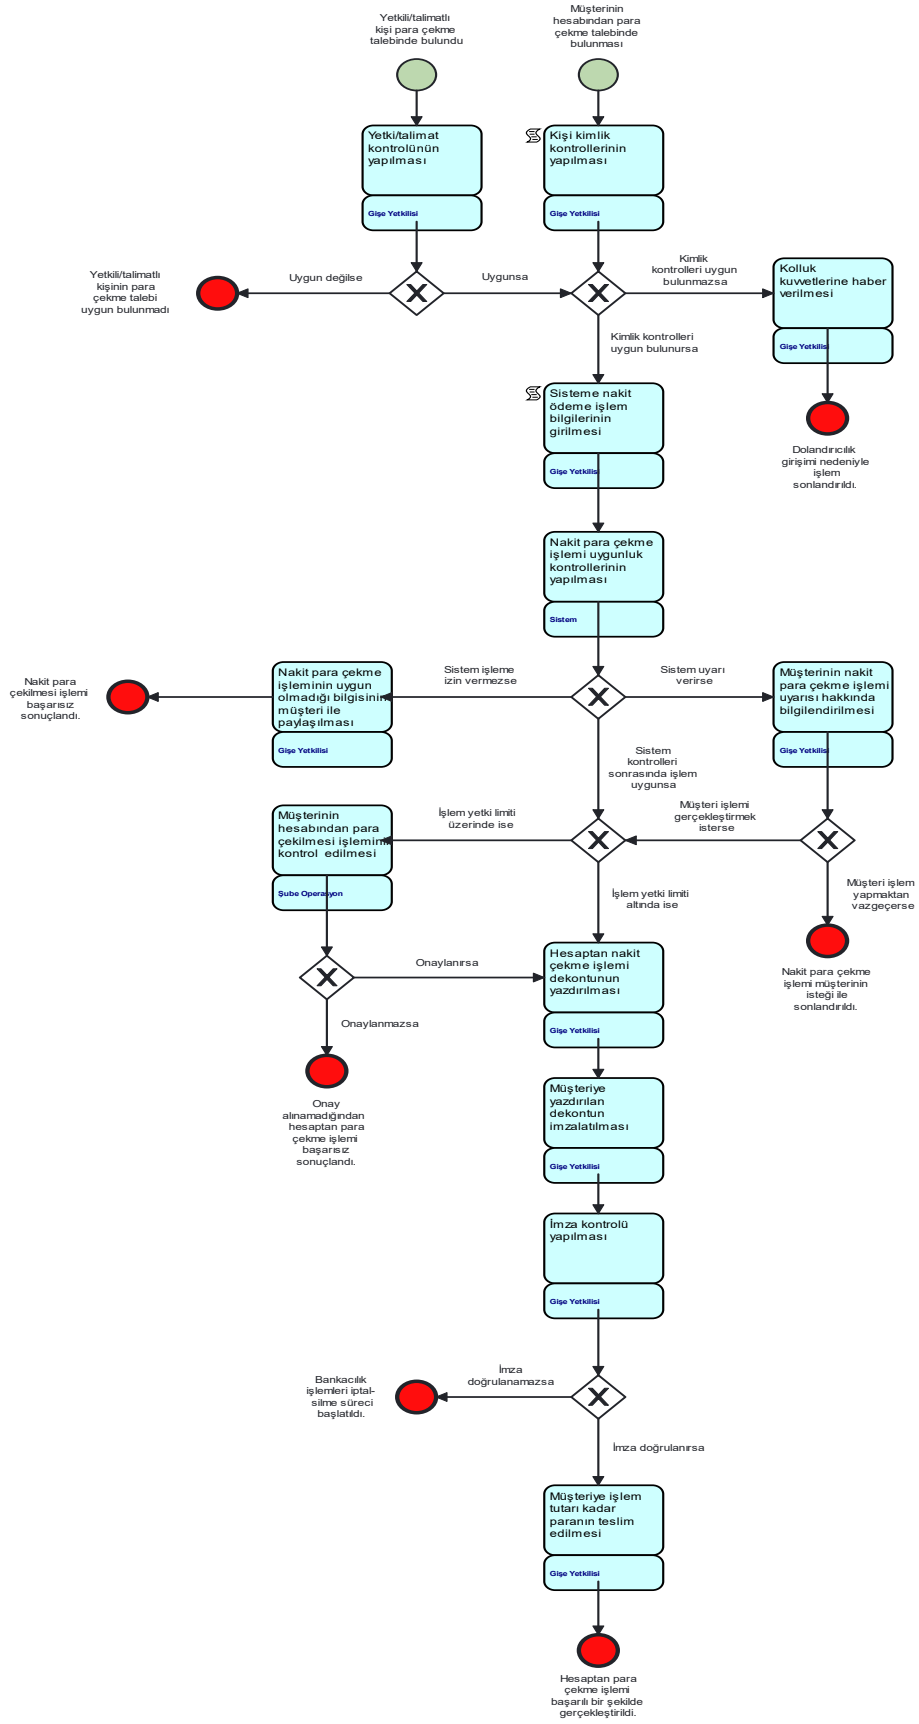 Yetkili/talimatlı
kişi para çekme
talebinde bulundu
Müşterinin
hesabından para
çekme talebinde
bulunması
Yetki/talimat
kontrolünün
yapılması
Gişe Yetkilisi
Kişi kimlik
kontrollerinin
yapılması
Gişe Yetkilisi
Yetkili/talimatlı
kişinin para
çekme talebi
uygun bulunmadı
Uygun değilse
Uygunsa
Kimlik
kontrolleri uygun
bulunmazsa
Kolluk
kuvvetlerine haber
verilmesi
Gişe Yetkilisi
Kimlik kontrolleri
uygun bulunursa
Dolandırıcılık
girişimi nedeniyle
işlem
sonlandırıldı.
Sisteme nakit
ödeme işlem
bilgilerinin
girilmesi
Gişe Yetkilisi
Nakit para çekme
işlemi uygunluk
kontrollerinin
yapılması
Sistem
Nakit para
çekilmesi işlemi
başarısız
sonuçlandı.
Nakit para çekme
işleminin uygun
olmadığı bilgisinin
müşteri ile
paylaşılması
Gişe Yetkilisi
Sistem işleme
izin vermezse
Sistem uyarı
verirse
Müşterinin nakit
para çekme işlemi
uyarısı hakkında
bilgilendirilmesi
Gişe Yetkilisi
Sistem
kontrolleri
sonrasında işlem
uygunsa
Müşterinin
hesabından para
çekilmesi işleminin
kontrol edilmesi
Şube Operasyon
İşlem yetki limiti
üzerinde ise
Müşteri işlemi
gerçekleştirmek
isterse
Müşteri işlem
yapmaktan
vazgeçerse
İşlem yetki limiti
altında ise
Nakit para çekme
işlemi müşterinin
isteği ile
sonlandırıldı.
Onaylanırsa
Hesaptan nakit
çekme işlemi
dekontunun
yazdırılması
Gişe Yetkilisi
Onaylanmazsa
Onay
alınamadığından
hesaptan para
çekme işlemi
başarısız
sonuçlandı.
Müşteriye
yazdırılan
dekontun
imzalatılması
Gişe Yetkilisi
İmza kontrolü
yapılması
Gişe Yetkilisi
Bankacılık
işlemleri iptal-
silme süreci
başlatıldı.
İmza
doğrulanamazsa
İmza doğrulanırsa
Müşteriye işlem
tutarı kadar
paranın teslim
edilmesi
Gişe Yetkilisi
Hesaptan para
çekme işlemi
başarılı bir şekilde
gerçekleştirildi.